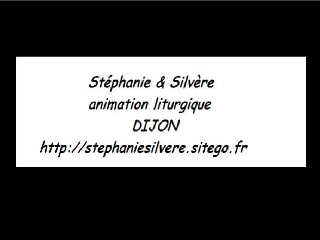 Stéphanie & Silvère
animation liturgique
DIJON
http://stephaniesilvere.sitego.fr